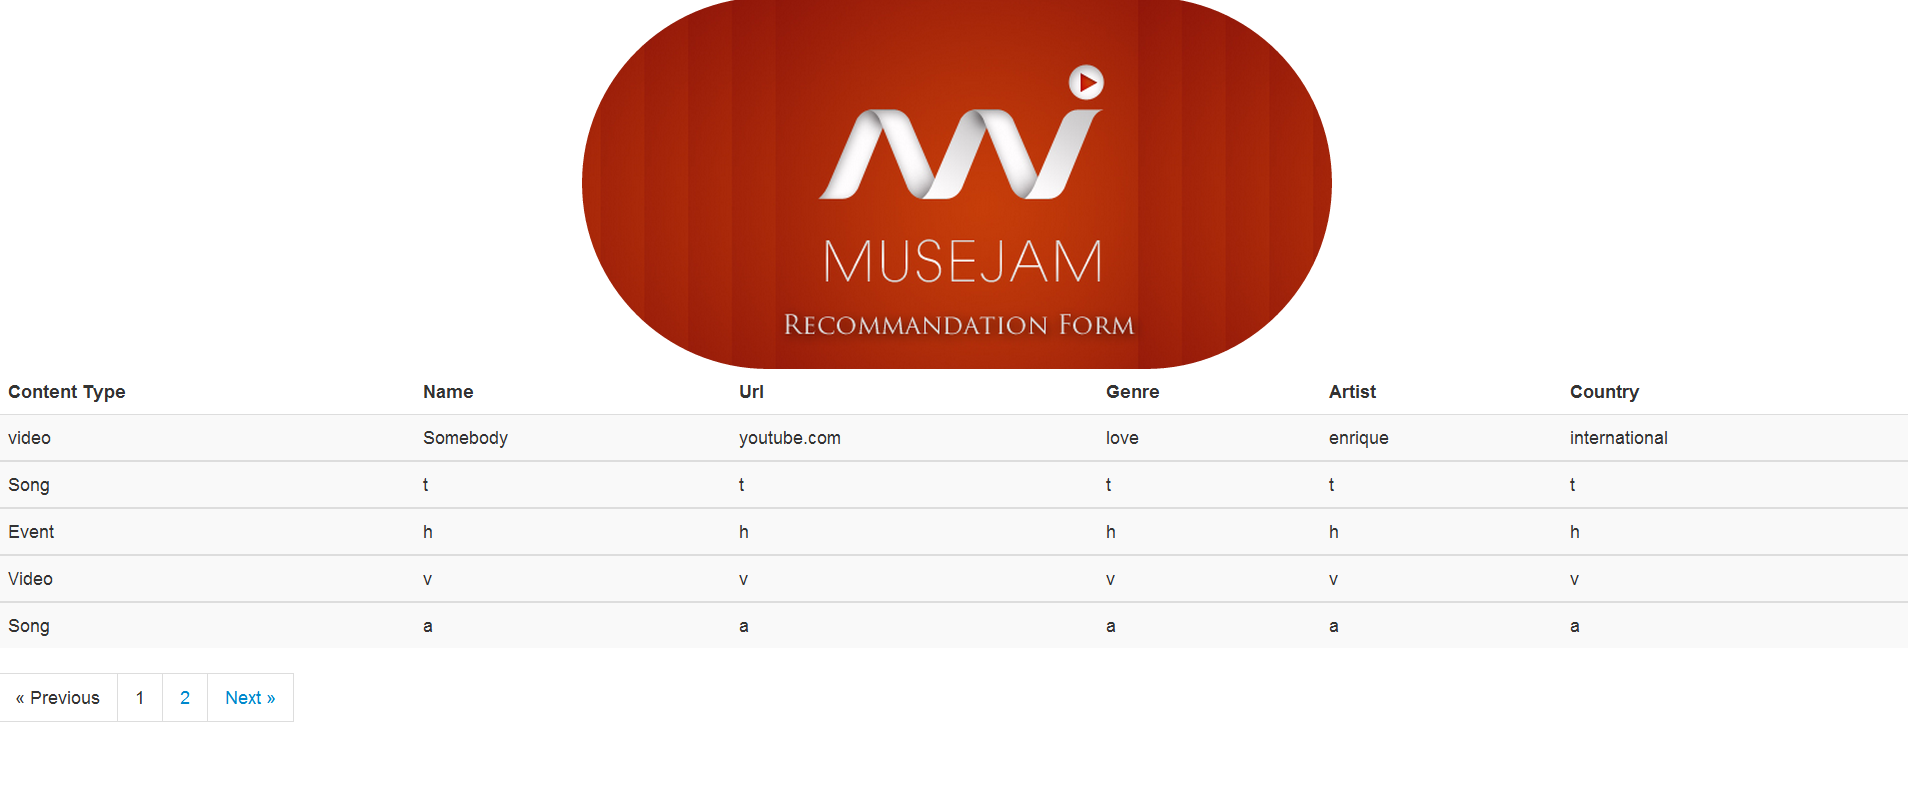 MUSEJAM
RECOMMANDATION FORM
Content Type Name Url Genre Artist Country
video Somebody youtube.com love enrique international
Song t t t t t
Event h h h h h
Video v v v v v
Song a a a a a
« Previous 1 2 Next »